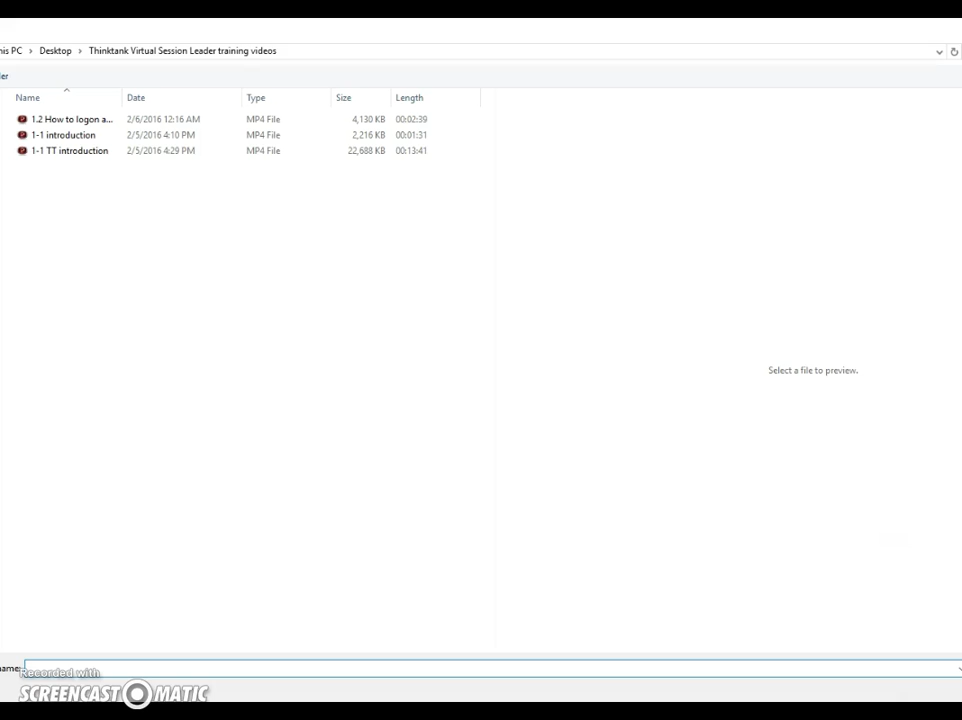 his PC › Desktop › Thinktank Virtual Session Leader training videos
er
Name Date Type Size Length
1.2 How to logon a... 2/6/2016 12:16 AM MP4 File 4,130 KB 00:02:39
1-1 introduction 2/5/2016 4:10 PM MP4 File 2,216 KB 00:01:31
1-1 TT introduction 2/5/2016 4:29 PM MP4 File 22,688 KB 00:13:41
Select a file to preview.
name:
Recorded with
SCREENCAST-O-MATIC